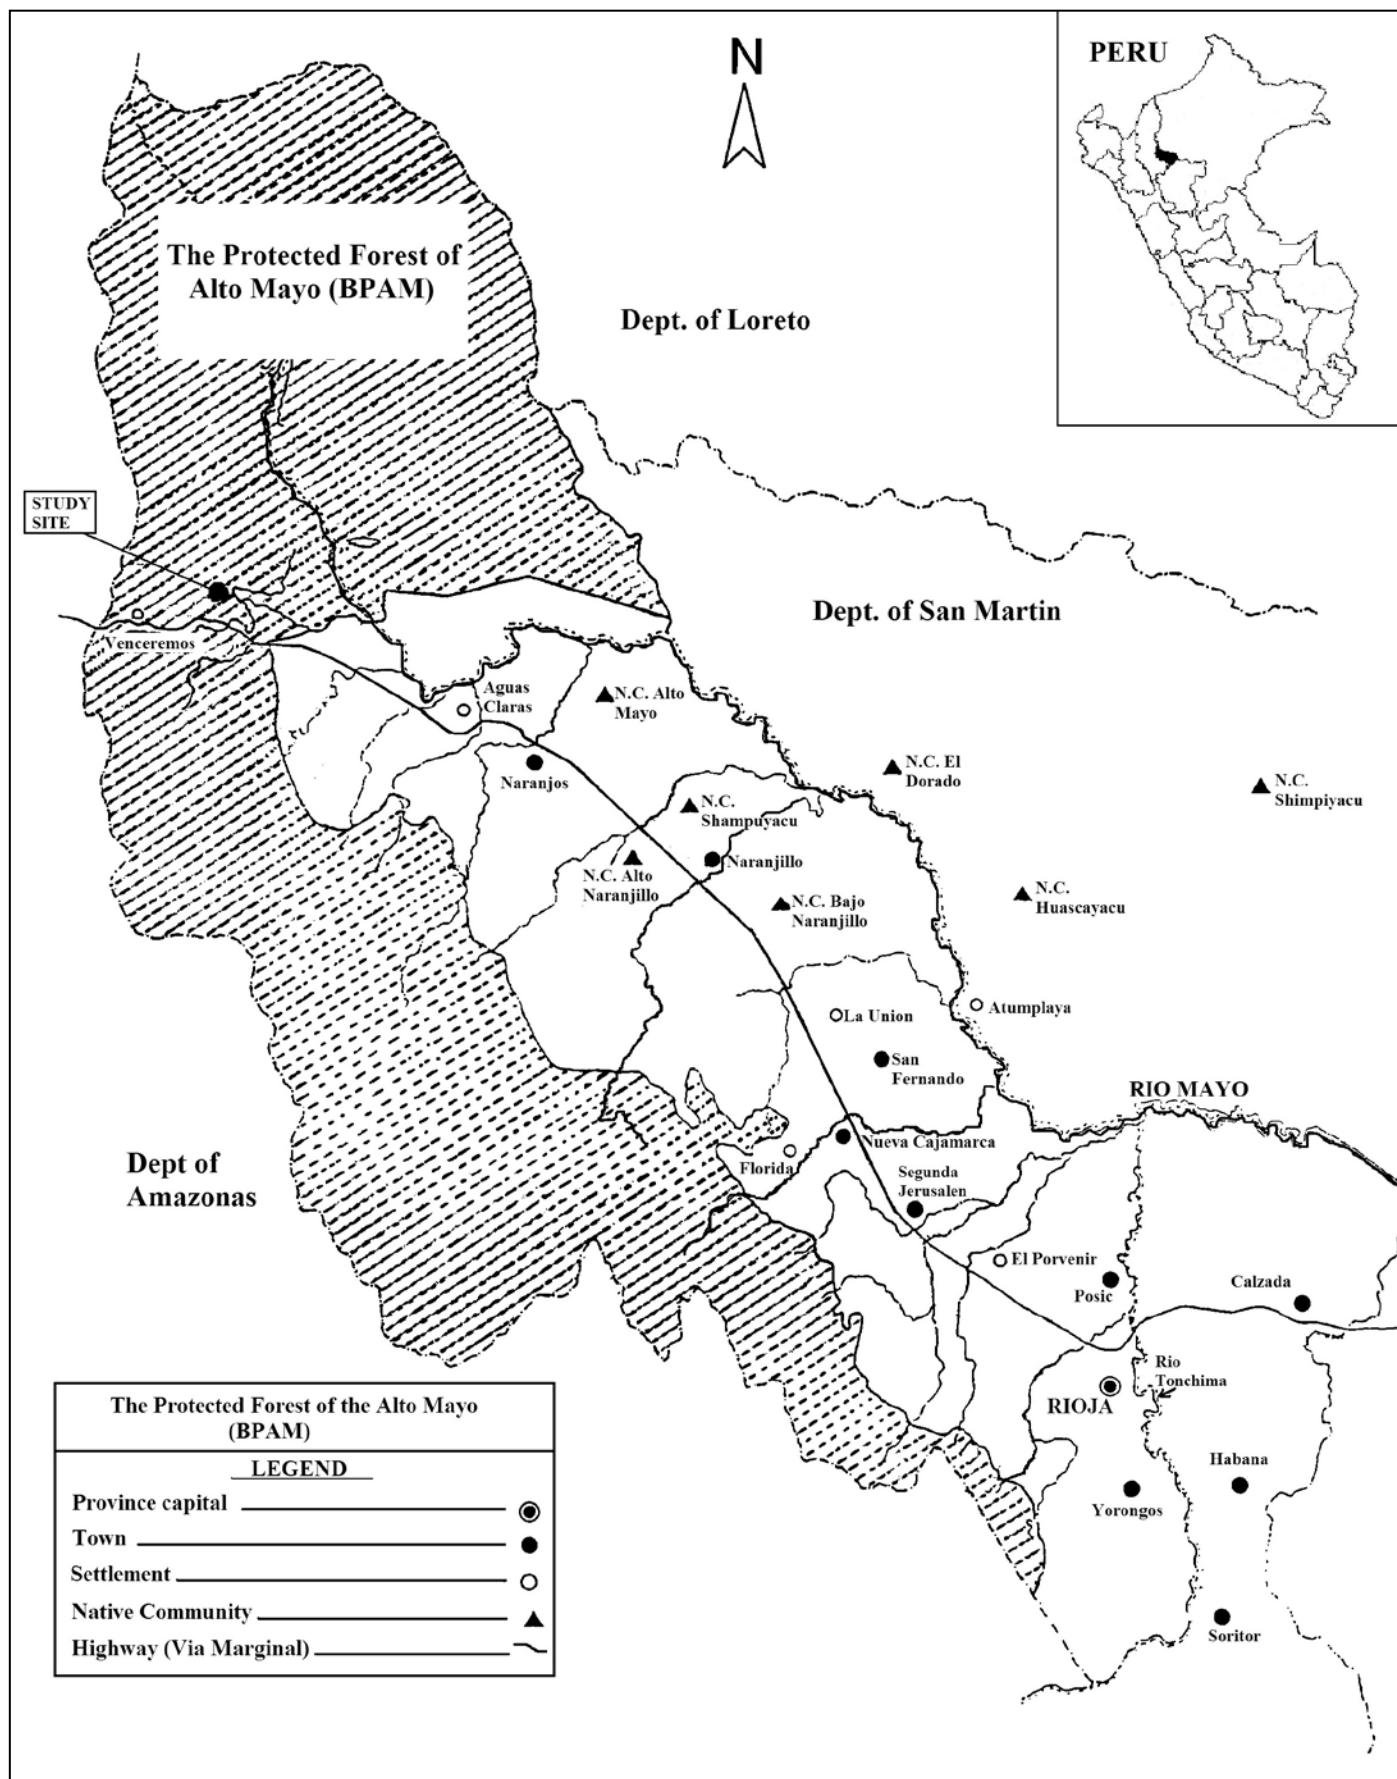 N
PERU
The Protected Forest of
Alto Mayo (BPAM)
Dept. of Loreto
STUDY
SITE
Dept. of San Martin
Venceremos
Aguas
Claras
N.C. Alto
Mayo
Naranjos
N.C. El
Dorado
N.C.
Shimpiyacu
N.C.
Shampuyacu
Naranjillo
N.C. Alto
Naranjillo
N.C. Bajo
Naranjillo
N.C.
Huascayacu
Atumplaya
La Union
San
Fernando
RIO MAYO
Nueva Cajamarca
Florida
Segunda
Jerusalen
Dept of
Amazonas
El Porvenir
Posic
Calzada
Rio
Tonchima
RIOJA
Habana
Yorongos
Soritor
The Protected Forest of the Alto Mayo
(BPAM)
LEGEND
Province capital
Town
Settlement
Native Community
Highway (Via Marginal)